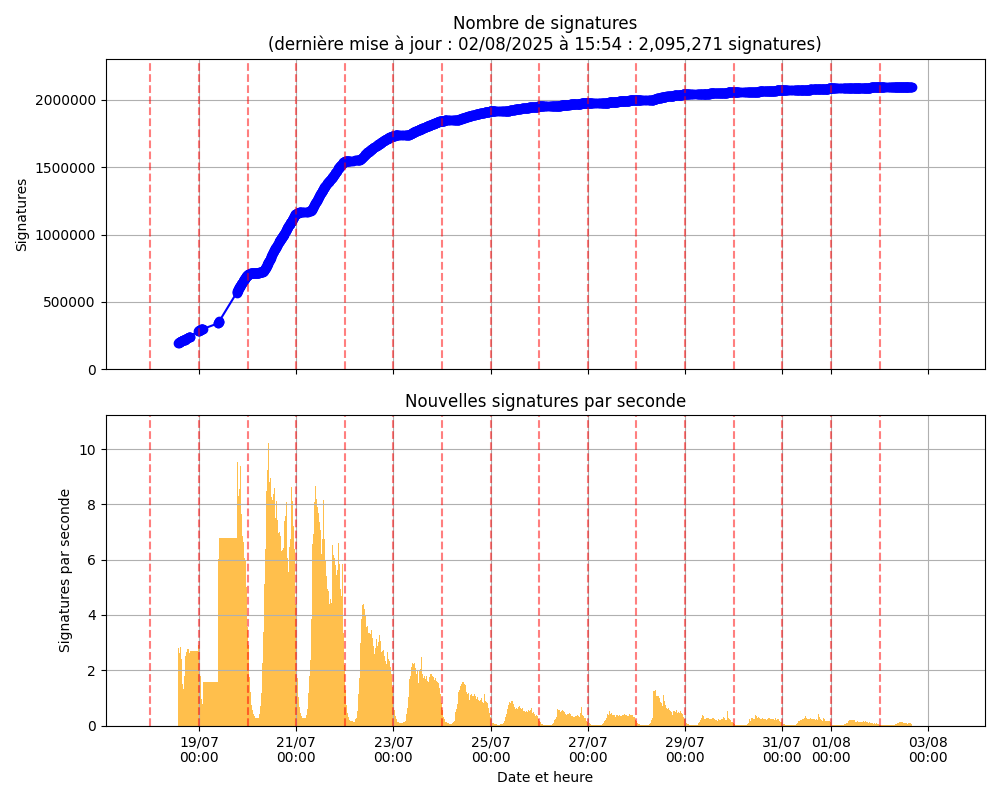 Nombre de signatures
(dernière mise à jour : 02/08/2025 à 15:54 : 2,095,271 signatures)
2000000
1500000
1000000
500000
0
Signatures
Nouvelles signatures par seconde
10
8
6
4
2
0
Signatures par seconde
19/07 21/07 23/07 25/07 27/07 29/07 31/07 01/08 03/08
00:00 00:00 00:00 00:00 00:00 00:00 00:00 00:00 00:00
Date et heure